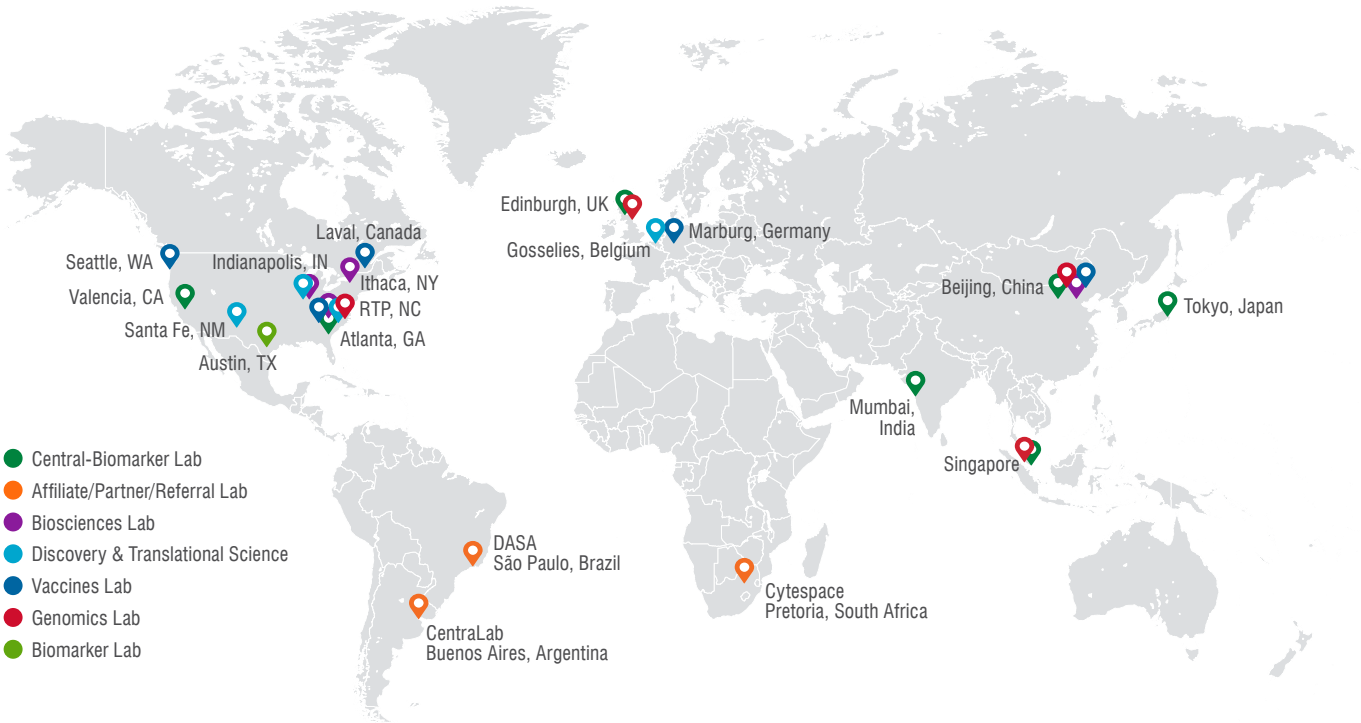 Edinburgh, UK
Laval, Canada
Marburg, Germany
Gosselies, Belgium
Seattle, WA
Indianapolis, IN
Ithaca, NY
Beijing, China
Valencia, CA
RTP, NC
Tokyo, Japan
Santa Fe, NM
Atlanta, GA
Austin, TX
Mumbai,
India
Singapore
Central-Biomarker Lab
Affiliate/Partner/Referral Lab
Biosciences Lab
Discovery & Translational Science
Vaccines Lab
Genomics Lab
Biomarker Lab
DASA
São Paulo, Brazil
Cytespace
Pretoria, South Africa
CentraLab
Buenos Aires, Argentina